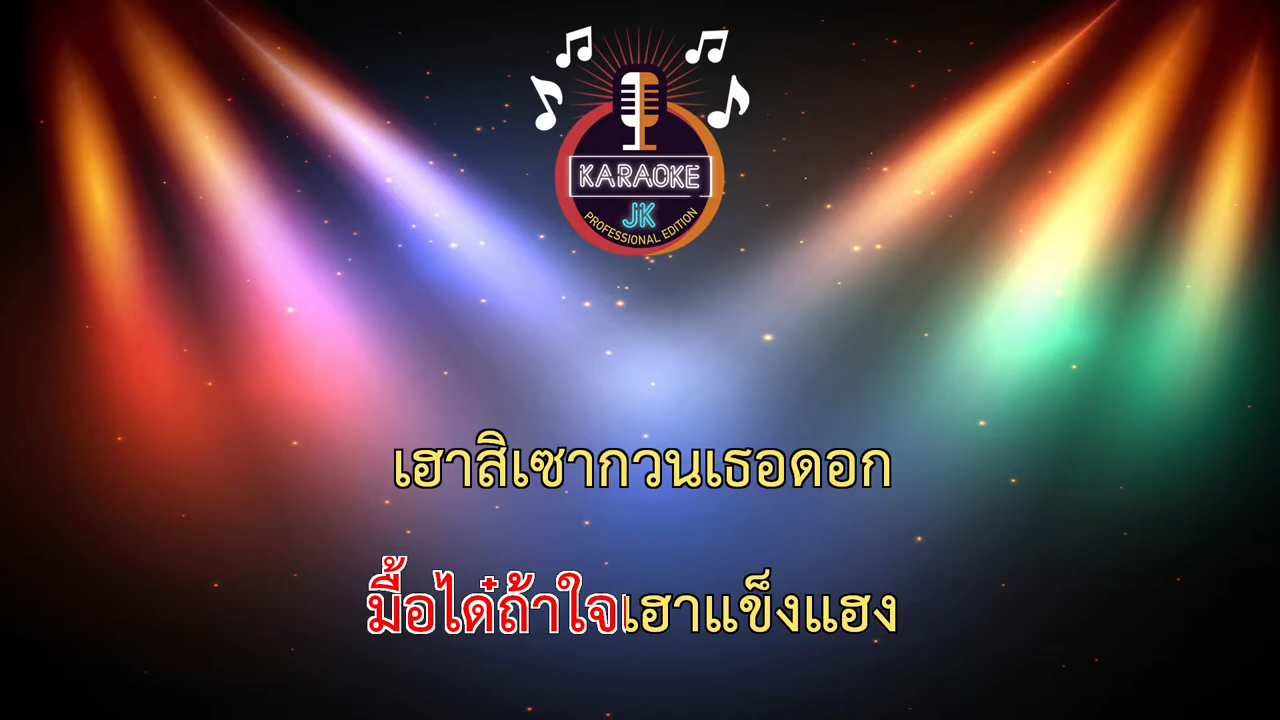 KARAOKE
JK
PROFESSIONAL EDITION
เฮาสิเซากวนเธอดอก
มื้อได๋ถ้าใจเฮาแข็งแฮง